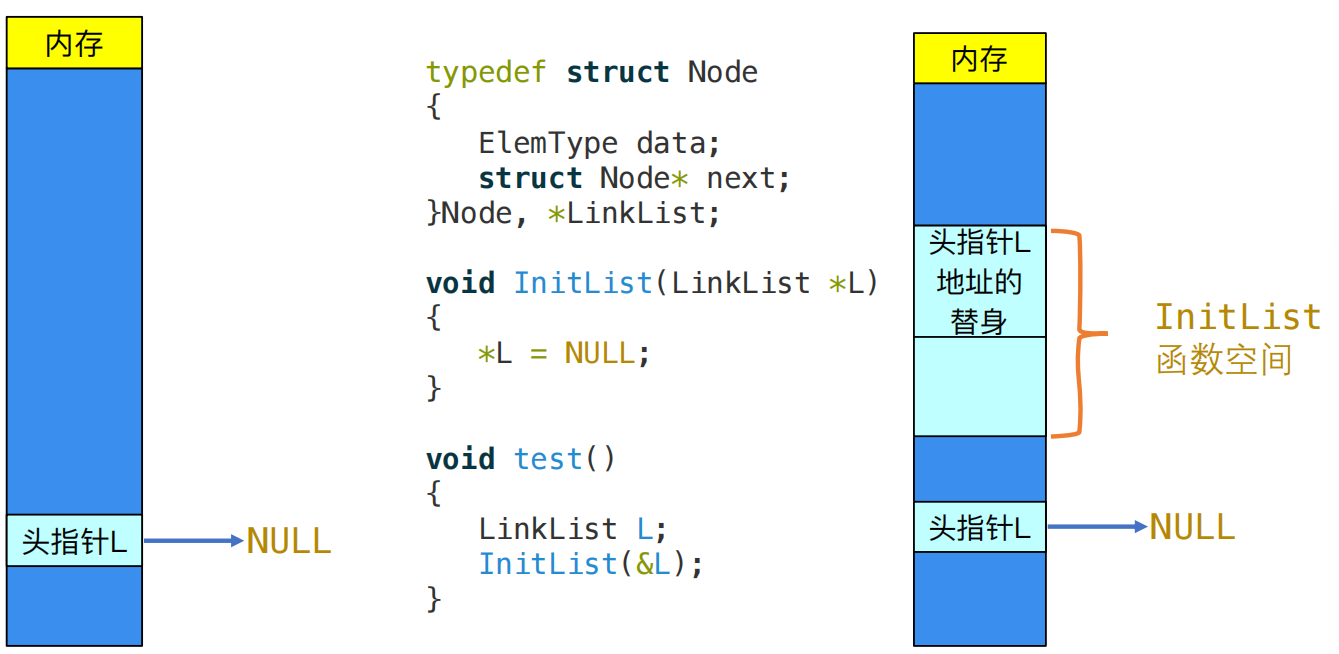 内存
头指针L
NULL
typedef struct Node
{
ElemType data;
struct Node* next;
}Node, *LinkList;
void InitList(LinkList *L)
{
*L = NULL;
}
void test()
{
LinkList L;
InitList(&L);
}
内存
头指针L
地址的
替身
InitList
函数空间
头指针L
NULL